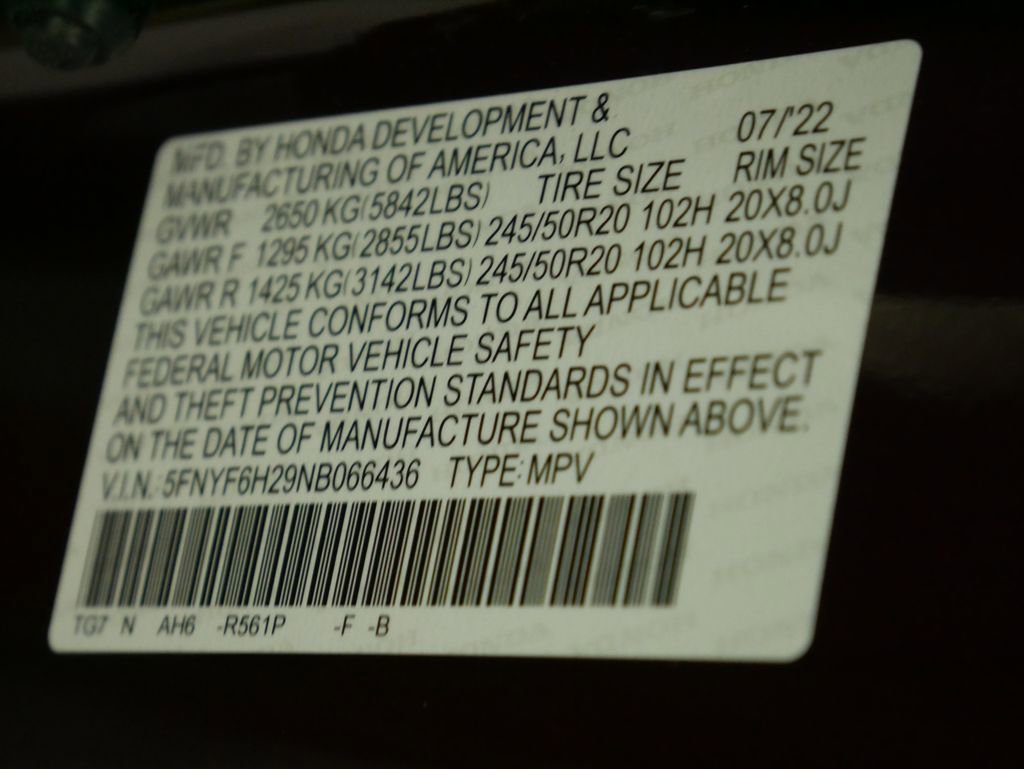 MFD. BY HONDA DEVELOPMENT &
MANUFACTURING OF AMERICA, LLC 07/'22
GVWR 2650 KG(5842LBS) TIRE SIZE RIM SIZE
GAWR F 1295 KG(2855LBS) 245/50R20 102H 20X8.0J
GAWR R 1425 KG(3142LBS) 245/50R20 102H 20X8.0J
THIS VEHICLE CONFORMS TO ALL APPLICABLE
FEDERAL MOTOR VEHICLE SAFETY
AND THEFT PREVENTION STANDARDS IN EFFECT
ON THE DATE OF MANUFACTURE SHOWN ABOVE.
V.I.N.: 5FNYF6H29NB066436 TYPE: MPV
TG7 N AH6 -R561P -F -B